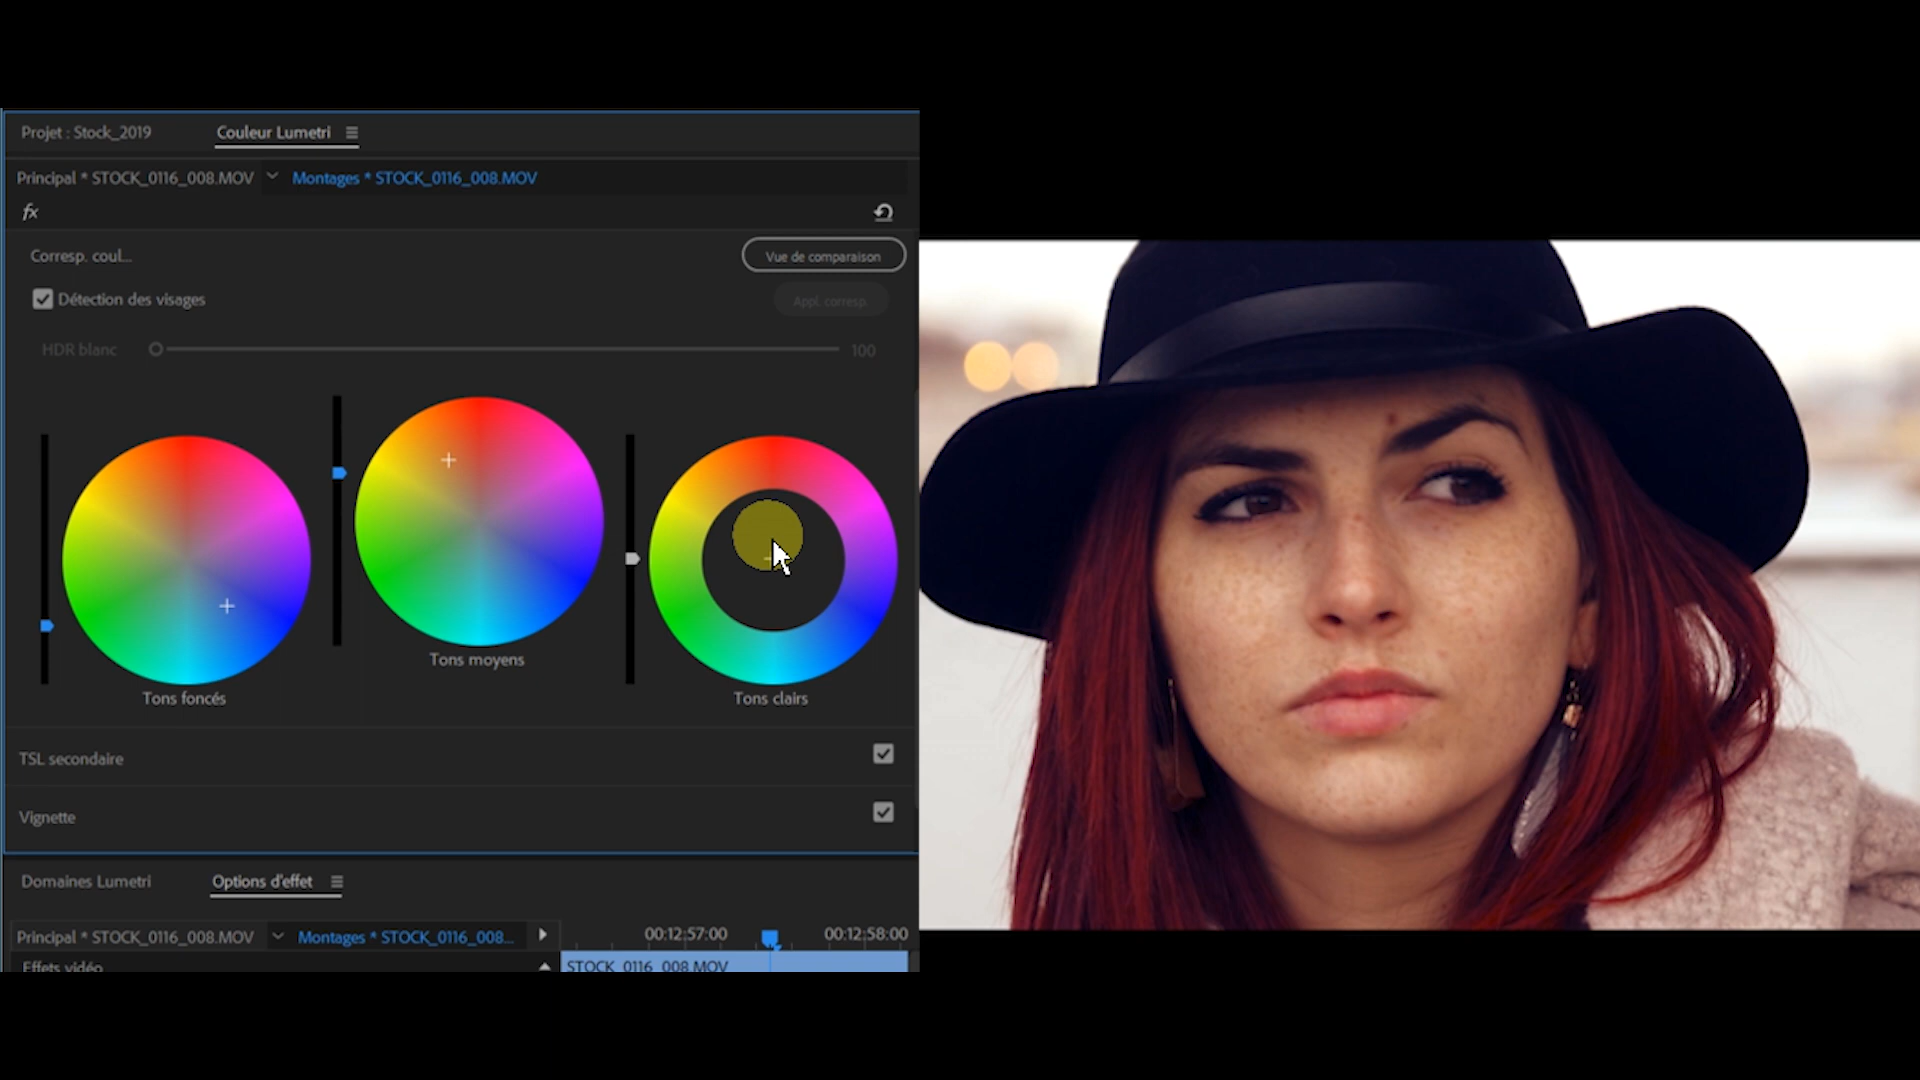 Projet : Stock_2019
Couleur Lumetri
Principal * STOCK_0116_008.MOV
Montages * STOCK_0116_008.MOV
fx
Corresp. coul...
Vue de comparaison
Détection des visages
Appl. corresp.
HDR blanc
100
Tons foncés
Tons moyens
Tons clairs
TSL secondaire
Vignette
Domaines Lumetri
Options d'effet
Principal * STOCK_0116_008.MOV
Montages * STOCK_0116_008...
00:12:57:00
00:12:58:00
Effets vidéo
STOCK_0116_008.MOV